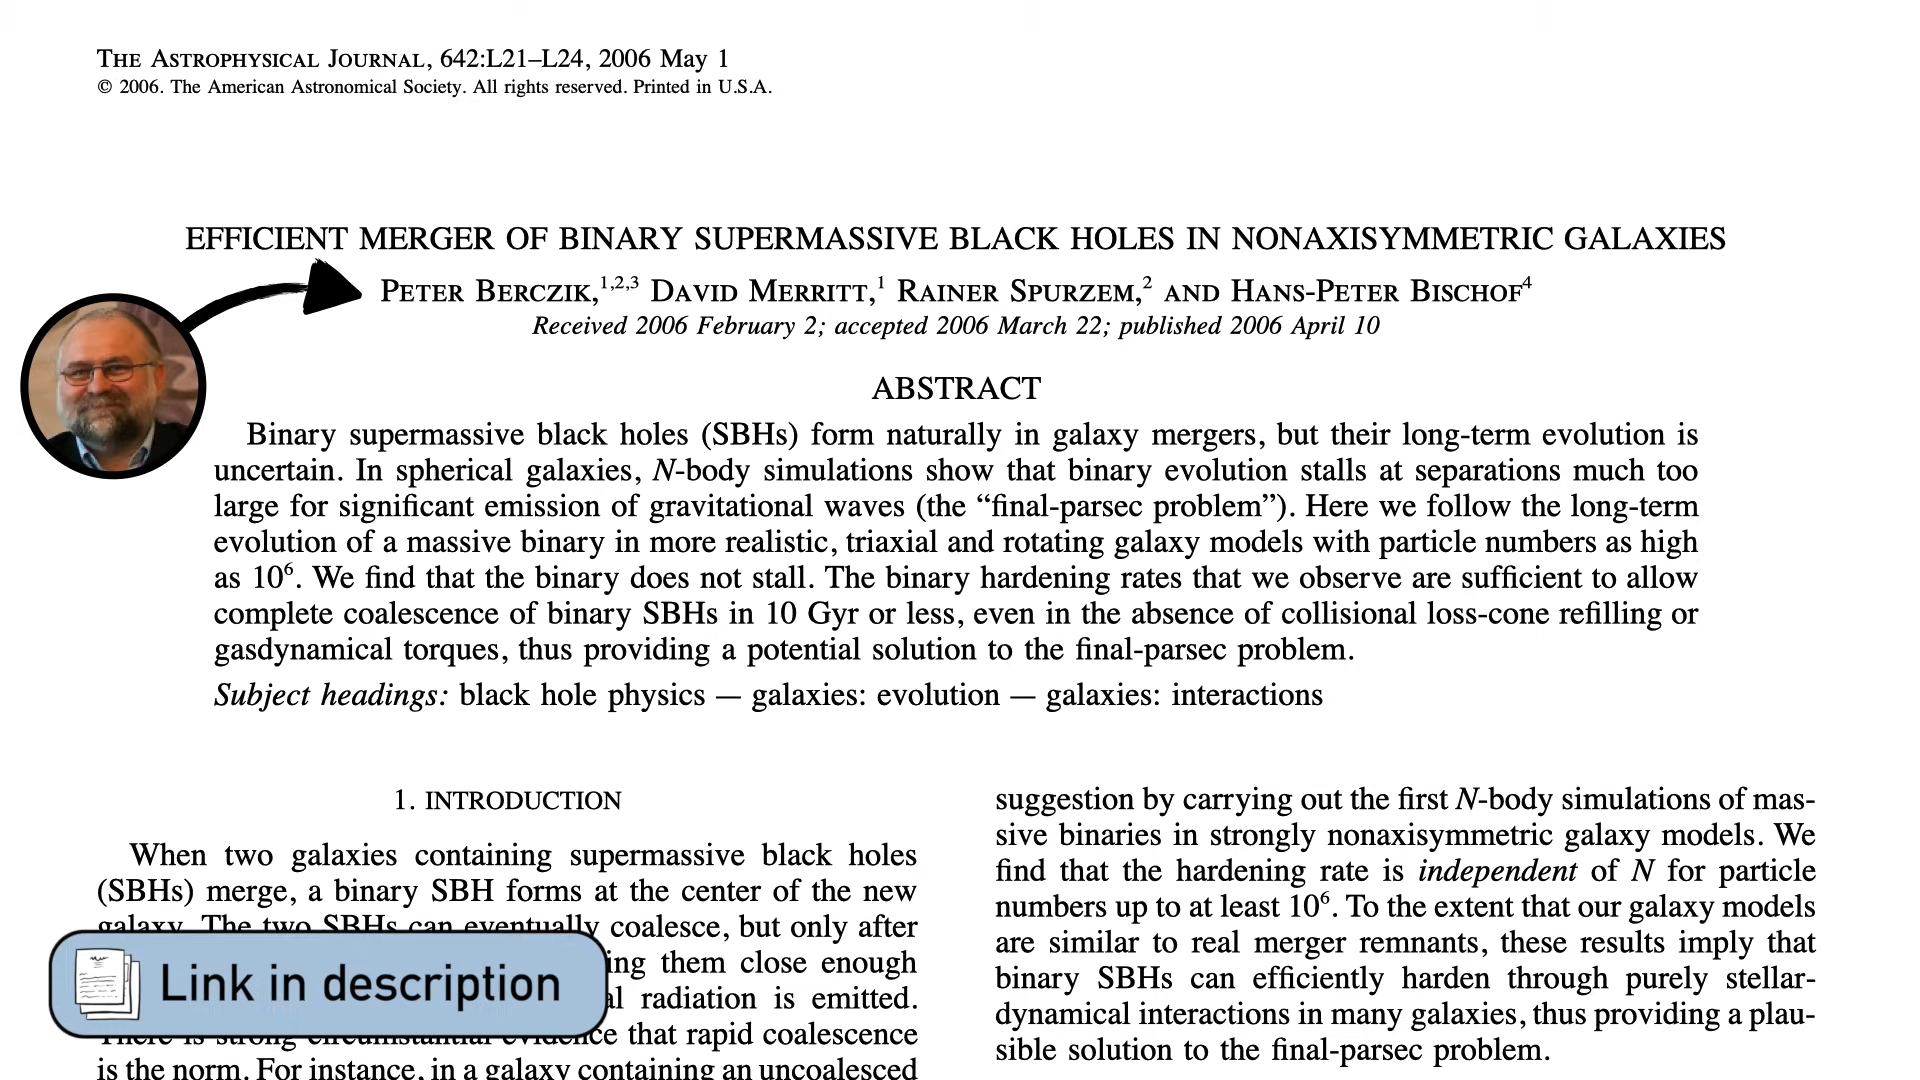 THE ASTROPHYSICAL JOURNAL, 642:L21–L24, 2006 May 1
© 2006. The American Astronomical Society. All rights reserved. Printed in U.S.A.
EFFICIENT MERGER OF BINARY SUPERMASSIVE BLACK HOLES IN NONAXISYMMETRIC GALAXIES
PETER BERCZIK,1,2,3 DAVID MERRITT,1 RAINER SPURZEM,2 AND HANS-PETER BISCHOF4
Received 2006 February 2; accepted 2006 March 22; published 2006 April 10
ABSTRACT
Binary supermassive black holes (SBHs) form naturally in galaxy mergers, but their long-term evolution is
uncertain. In spherical galaxies, N-body simulations show that binary evolution stalls at separations much too
large for significant emission of gravitational waves (the “final-parsec problem”). Here we follow the long-term
evolution of a massive binary in more realistic, triaxial and rotating galaxy models with particle numbers as high
as 10⁶. We find that the binary does not stall. The binary hardening rates that we observe are sufficient to allow
complete coalescence of binary SBHs in 10 Gyr or less, even in the absence of collisional loss-cone refilling or
gasdynamical torques, thus providing a potential solution to the final-parsec problem.
Subject headings: black hole physics — galaxies: evolution — galaxies: interactions
1. INTRODUCTION
When two galaxies containing supermassive black holes
(SBHs) merge, a binary SBH forms at the center of the new
galaxy. The two SBHs can eventually coalesce, but only after
them close enough
radiation is emitted.
There is strong circumstantial evidence that rapid coalescence
is the norm. For instance, in a galaxy containing an uncoalesced
suggestion by carrying out the first N-body simulations of mas-
sive binaries in strongly nonaxisymmetric galaxy models. We
find that the hardening rate is independent of N for particle
numbers up to at least 10⁶. To the extent that our galaxy models
are similar to real merger remnants, these results imply that
binary SBHs can efficiently harden through purely stellar-
dynamical interactions in many galaxies, thus providing a plau-
sible solution to the final-parsec problem.
Link in description